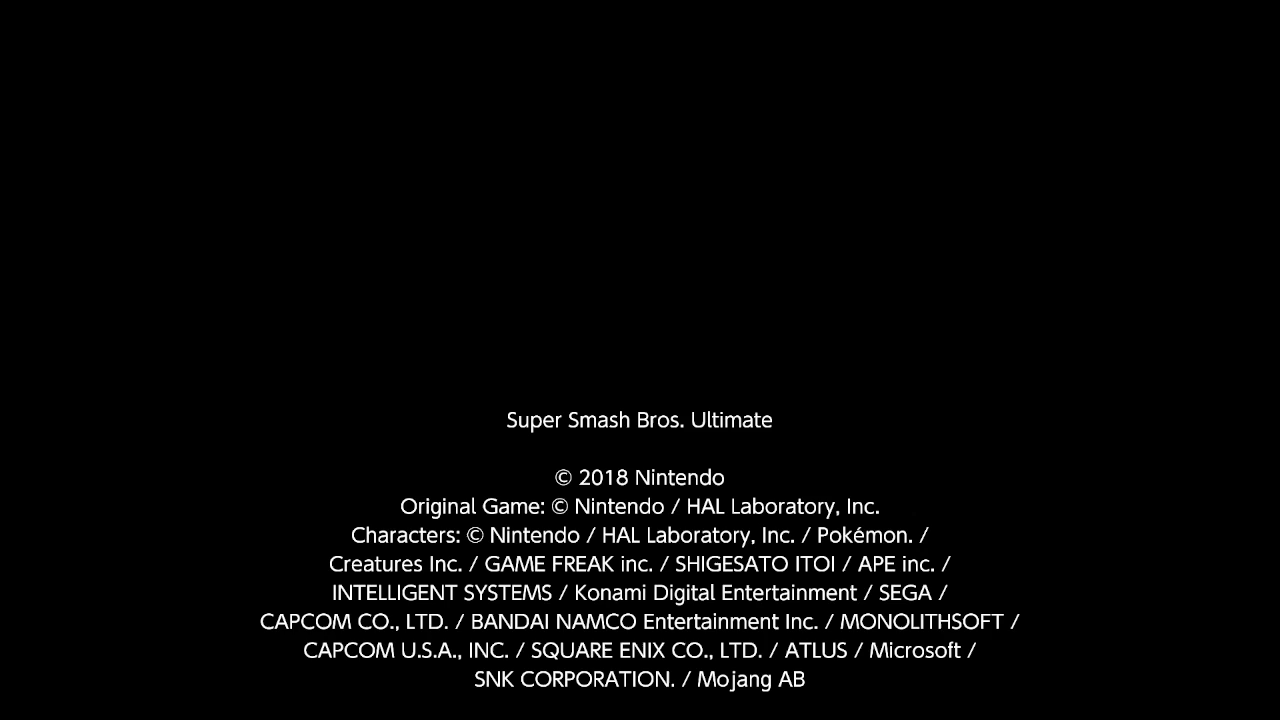 Super Smash Bros. Ultimate
© 2018 Nintendo
Original Game: © Nintendo / HAL Laboratory, Inc.
Characters: © Nintendo / HAL Laboratory, Inc. / Pokémon. /
Creatures Inc. / GAME FREAK inc. / SHIGESATO ITOI / APE inc. /
INTELLIGENT SYSTEMS / Konami Digital Entertainment / SEGA /
CAPCOM CO., LTD. / BANDAI NAMCO Entertainment Inc. / MONOLITHSOFT /
CAPCOM U.S.A., INC. / SQUARE ENIX CO., LTD. / ATLUS / Microsoft /
SNK CORPORATION. / Mojang AB